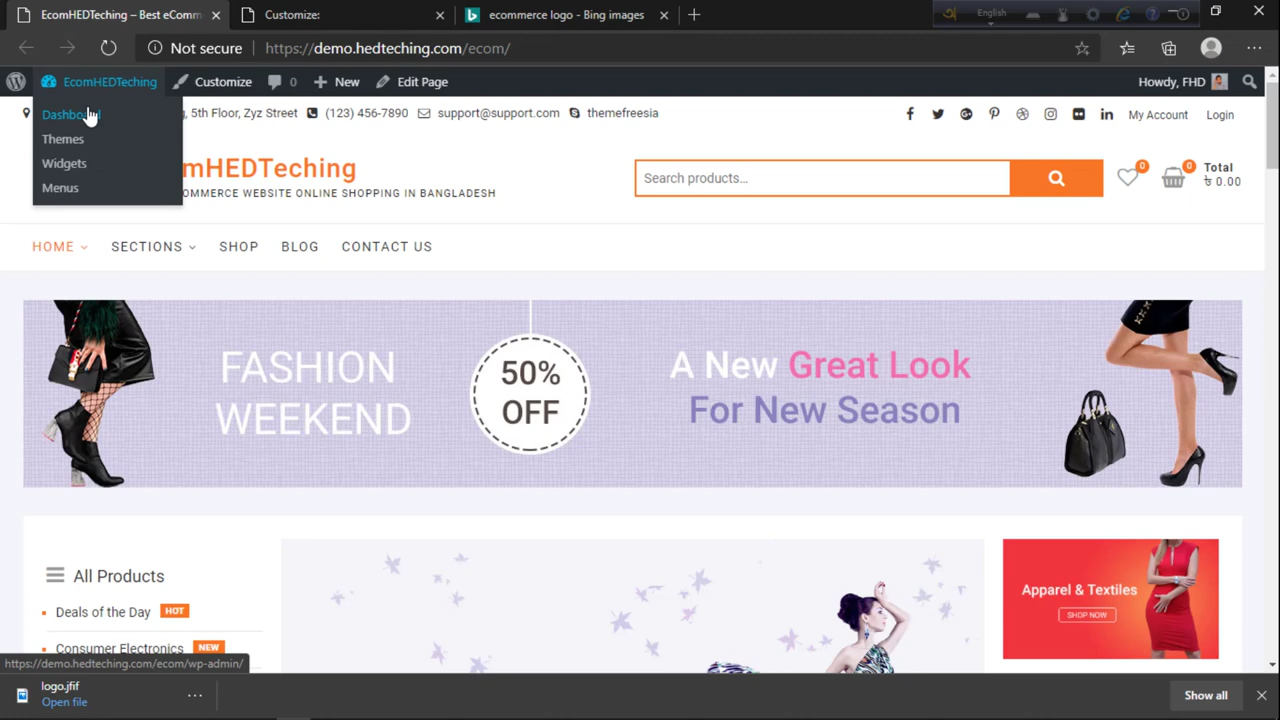 EcomHEDTeching – Best eComm
Customize:
ecommerce logo - Bing images
English
Not secure
https://demo.hedteching.com/ecom/
EcomHEDTeching
Customize
0
New
Edit Page
Howdy, FHD
Dashboard
Themes
Widgets
Menus
, 5th Floor, Zyz Street
(123) 456-7890
support@support.com
themefreesia
My Account
Login
omHEDTeching
OMMERCE WEBSITE ONLINE SHOPPING IN BANGLADESH
Search products...
0
0
Total
৳ 0.00
HOME
SECTIONS
SHOP
BLOG
CONTACT US
FASHION
WEEKEND
50%
OFF
A New Great Look
For New Season
All Products
Deals of the Day HOT
Consumer Electronics NEW
Apparel & Textiles
SHOP NOW
https://demo.hedteching.com/ecom/wp-admin/
logo.jfif
Open file
Show all